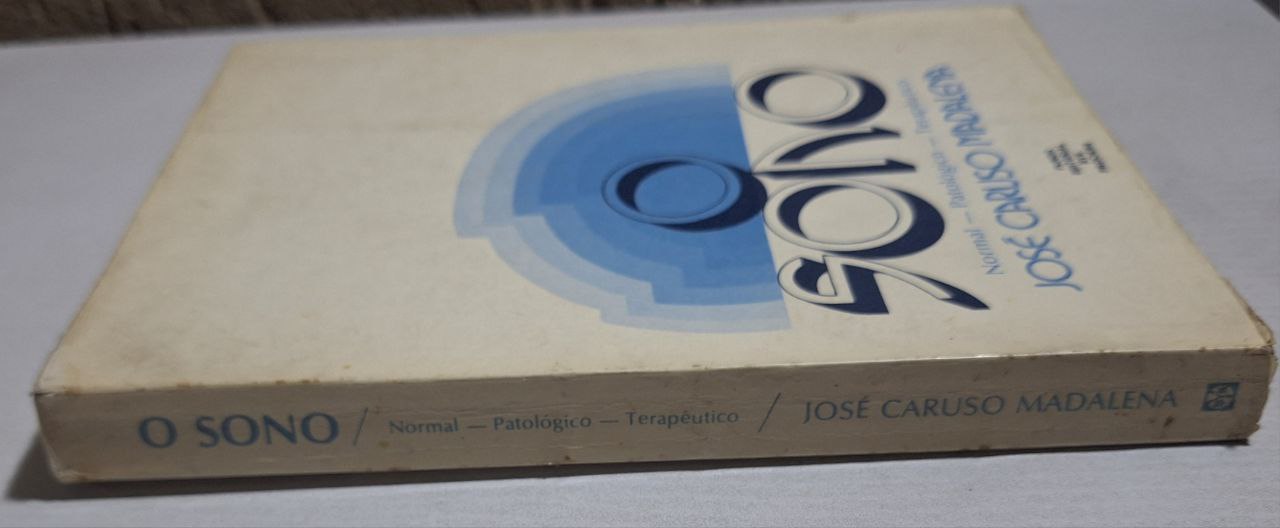 O
SONO
Normal — Patológico — Terapêutico
JOSÉ CARUSO MADALENA
O SONO / Normal — Patológico — Terapêutico / JOSÉ CARUSO MADALENA